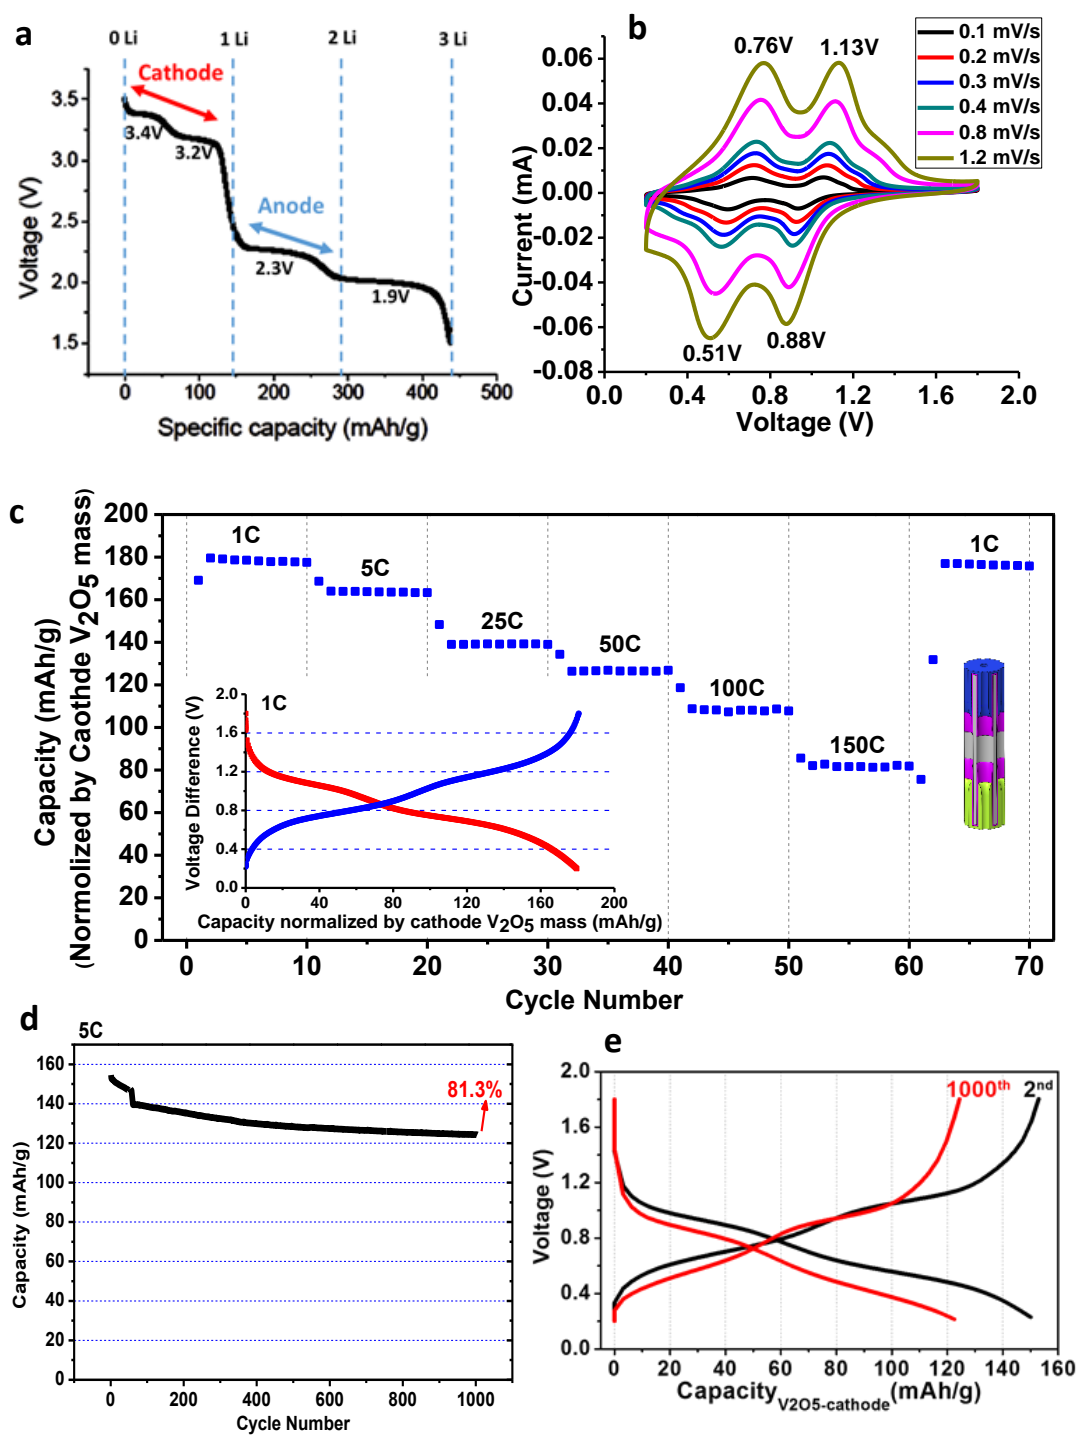 a
0 Li
1 Li
2 Li
3 Li
Cathode
3.4V
3.2V
Anode
2.3V
1.9V
3.5
3.0
2.5
2.0
1.5
Voltage (V)
0
100
200
300
400
500
Specific capacity (mAh/g)
b
0.76V
1.13V
0.1 mV/s
0.2 mV/s
0.3 mV/s
0.4 mV/s
0.8 mV/s
1.2 mV/s
0.06
0.04
0.02
0.00
-0.02
-0.04
-0.06
-0.08
Current (mA)
0.51V
0.88V
0.0
0.4
0.8
1.2
1.6
2.0
Voltage (V)
c
200
180
160
140
120
100
80
60
40
20
0
Capacity (mAh/g)
(Normolized by Caothde V2O5 mass)
1C
5C
25C
50C
100C
150C
1C
1C
2.0
1.6
1.2
0.8
0.4
0.0
Voltage Difference (V)
0
40
80
120
160
200
Capacity normalized by cathode V2O5 mass (mAh/g)
0
10
20
30
40
50
60
70
Cycle Number
d
5C
160
140
120
100
80
60
40
20
0
Capacity (mAh/g)
81.3%
0
200
400
600
800
1000
Cycle Number
e
2.0
1.6
1.2
0.8
0.4
0.0
Voltage (V)
1000th
2nd
0
20
40
60
80
100
120
140
160
CapacityV2O5-cathode(mAh/g)